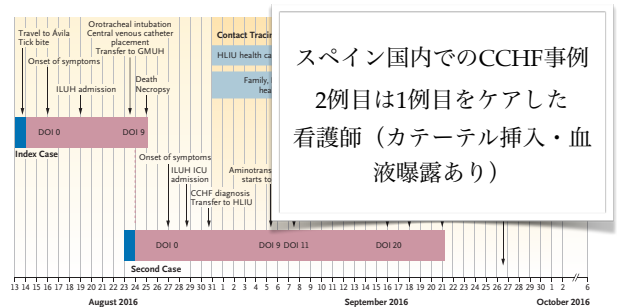 Travel to Ávila
Tick bite
Onset of symptoms
ILUH admission
Orotracheal intubation
Central venous catheter
placement
Transfer to GMUH
Death
Necropsy
DOI 0
DOI 9
Index Case
HLIU health
Family,
スペイン国内でのCCHF事例
2例目は1例目をケアした
看護師（カテーテル挿入・血
液曝露あり）
Onset of symptoms
ILUH ICU
admission
CCHF diagnosis
Transfer to HLIU
starts to
DOI 0
DOI 9
DOI 11
DOI 20
Second Case
13 14 15 16 17 18 19 20 21 22 23 24 25 26 27 28 29 30 31 1 2 3 4 5 6 7 8 9 10 11 12 13 14 15 16 17 18 19 20 21 22 23 24 25 26 27 28 29 30 1 2 6
August 2016
September 2016
October 2016